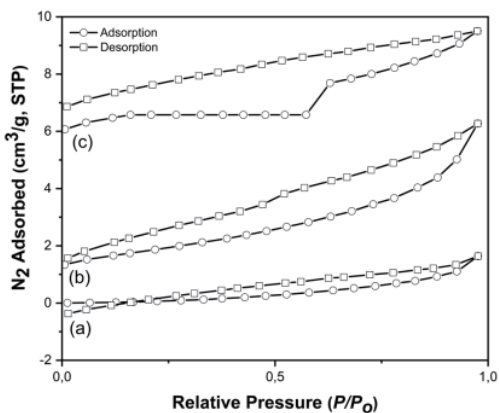 10
8
6
4
2
0
-2
N2 Adsorbed (cm3/g, STP)
Adsorption
Desorption
(c)
(b)
(a)
0,0
0,5
1,0
Relative Pressure (P/Po)